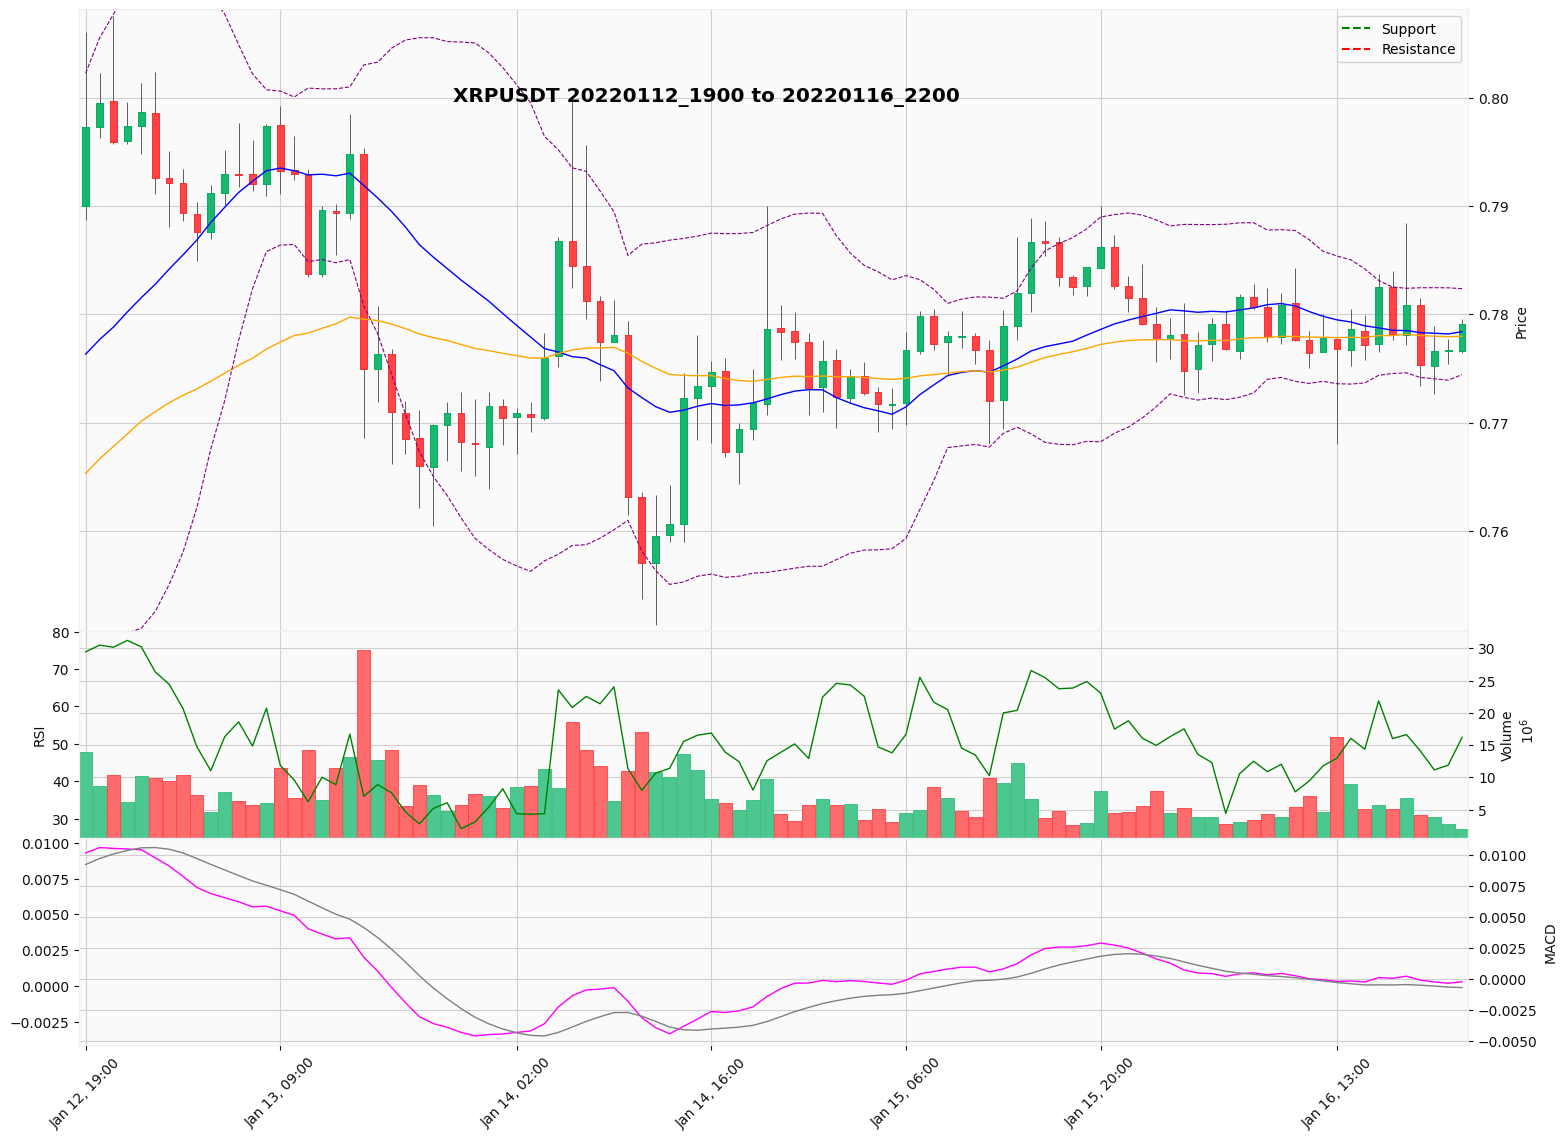 Support
Resistance
XRPUSDT 20220112_1900 to 20220116_2200
0.80
0.79
0.78
0.77
0.76
Price
80
70
60
50
40
30
RSI
30
25
20
15
10
5
Volume
10^6
0.0100
0.0075
0.0050
0.0025
0.0000
−0.0025
0.0100
0.0075
0.0050
0.0025
0.0000
−0.0025
−0.0050
MACD
Jan 12, 19:00
Jan 13, 09:00
Jan 14, 02:00
Jan 14, 16:00
Jan 15, 06:00
Jan 15, 20:00
Jan 16, 13:00